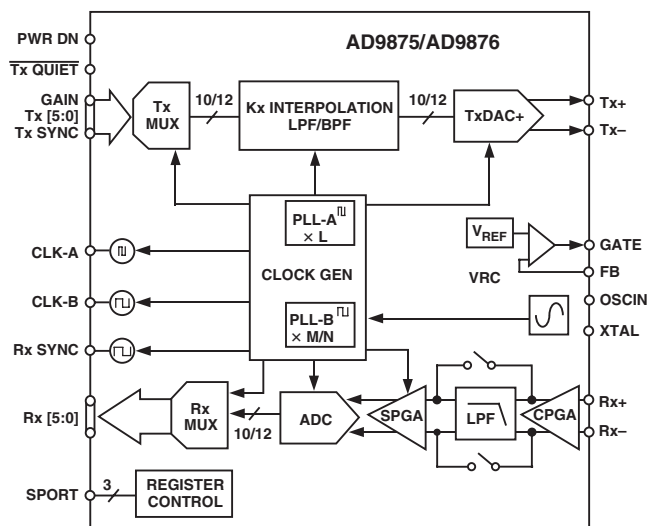 AD9875/AD9876
PWR DN
Tx QUIET
GAIN
Tx [5:0]
Tx SYNC
Tx
MUX
10/12
Kx INTERPOLATION
LPF/BPF
10/12
TxDAC+
Tx+
Tx–
PLL-A
× L
CLOCK GEN
PLL-B
× M/N
CLK-A
CLK-B
Rx SYNC
VREF
VRC
GATE
FB
OSCIN
XTAL
Rx [5:0]
Rx
MUX
10/12
ADC
SPGA
LPF
CPGA
Rx+
Rx–
SPORT
3
REGISTER
CONTROL